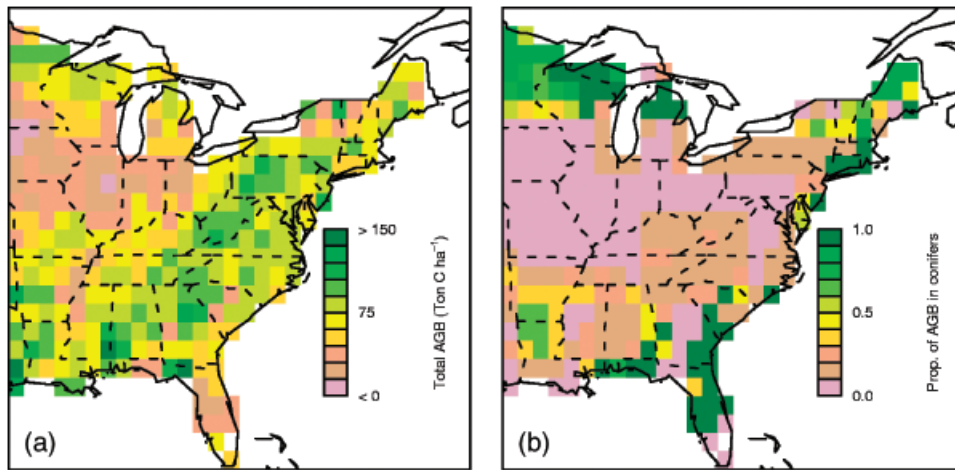 > 150
75
< 0
Total AGB (Ton C ha⁻¹)
(a)
1.0
0.5
0.0
Prop. of AGB in conifers
(b)